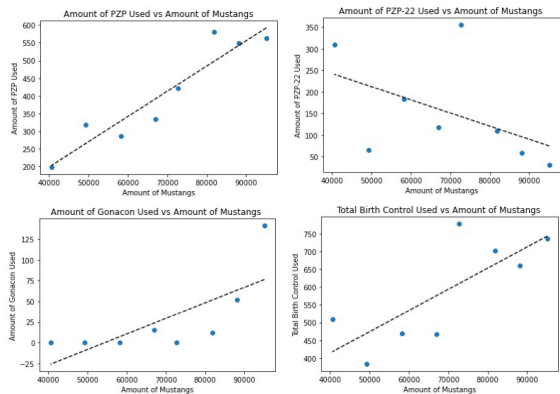 Amount of PZP Used vs Amount of Mustangs
600
550
500
450
400
350
300
250
200
Amount of PZP Used
40000 50000 60000 70000 80000 90000
Amount of Mustangs
Amount of PZP-22 Used vs Amount of Mustangs
350
300
250
200
150
100
50
Amount of PZP-22 Used
40000 50000 60000 70000 80000 90000
Amount of Mustangs
Amount of Gonacon Used vs Amount of Mustangs
125
100
75
50
25
0
−25
Amount of Gonacon Used
40000 50000 60000 70000 80000 90000
Amount of Mustangs
Total Birth Control Used vs Amount of Mustangs
750
700
650
600
550
500
450
400
Total Birth Control Used
40000 50000 60000 70000 80000 90000
Amount of Mustangs